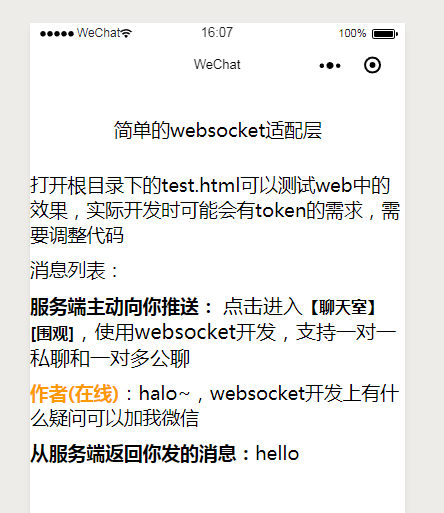 WeChat 16:07 100%
WeChat
简单的websocket适配层
打开根目录下的test.html可以测试web中的
效果，实际开发时可能会有token的需求，需
要调整代码
消息列表：
服务端主动向你推送： 点击进入【聊天室】
[围观]，使用websocket开发，支持一对一
私聊和一对多公聊
作者(在线)：halo~，websocket开发上有什
么疑问可以加我微信
从服务端返回你发的消息：hello